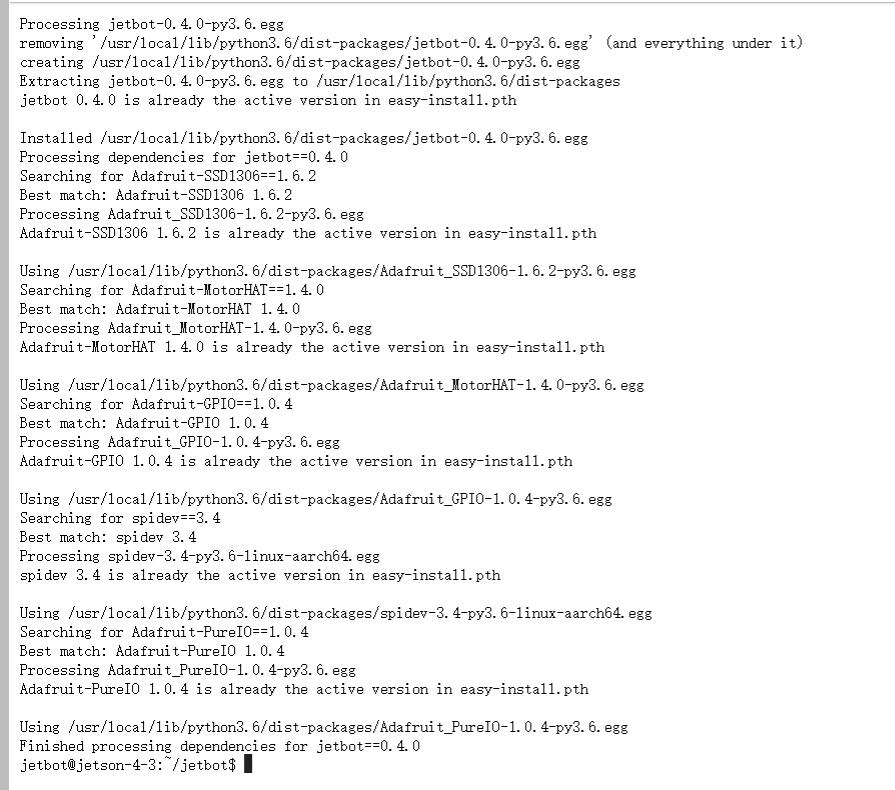 Processing jetbot-0.4.0-py3.6.egg
removing '/usr/local/lib/python3.6/dist-packages/jetbot-0.4.0-py3.6.egg' (and everything under it)
creating /usr/local/lib/python3.6/dist-packages/jetbot-0.4.0-py3.6.egg
Extracting jetbot-0.4.0-py3.6.egg to /usr/local/lib/python3.6/dist-packages
jetbot 0.4.0 is already the active version in easy-install.pth
Installed /usr/local/lib/python3.6/dist-packages/jetbot-0.4.0-py3.6.egg
Processing dependencies for jetbot==0.4.0
Searching for Adafruit-SSD1306==1.6.2
Best match: Adafruit-SSD1306 1.6.2
Processing Adafruit_SSD1306-1.6.2-py3.6.egg
Adafruit-SSD1306 1.6.2 is already the active version in easy-install.pth
Using /usr/local/lib/python3.6/dist-packages/Adafruit_SSD1306-1.6.2-py3.6.egg
Searching for Adafruit-MotorHAT==1.4.0
Best match: Adafruit-MotorHAT 1.4.0
Processing Adafruit_MotorHAT-1.4.0-py3.6.egg
Adafruit-MotorHAT 1.4.0 is already the active version in easy-install.pth
Using /usr/local/lib/python3.6/dist-packages/Adafruit_MotorHAT-1.4.0-py3.6.egg
Searching for Adafruit-GPIO==1.0.4
Best match: Adafruit-GPIO 1.0.4
Processing Adafruit_GPIO-1.0.4-py3.6.egg
Adafruit-GPIO 1.0.4 is already the active version in easy-install.pth
Using /usr/local/lib/python3.6/dist-packages/Adafruit_GPIO-1.0.4-py3.6.egg
Searching for spidev==3.4
Best match: spidev 3.4
Processing spidev-3.4-py3.6-linux-aarch64.egg
spidev 3.4 is already the active version in easy-install.pth
Using /usr/local/lib/python3.6/dist-packages/spidev-3.4-py3.6-linux-aarch64.egg
Searching for Adafruit-PureIO==1.0.4
Best match: Adafruit-PureIO 1.0.4
Processing Adafruit_PureIO-1.0.4-py3.6.egg
Adafruit-PureIO 1.0.4 is already the active version in easy-install.pth
Using /usr/local/lib/python3.6/dist-packages/Adafruit_PureIO-1.0.4-py3.6.egg
Finished processing dependencies for jetbot==0.4.0
jetbot@jetson-4-3:~/jetbot$